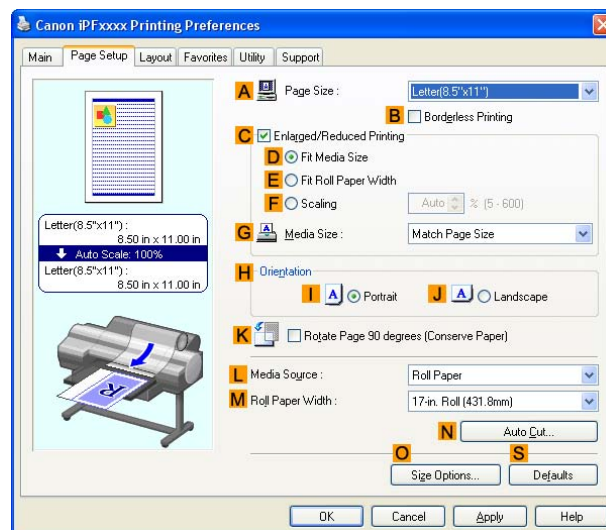 Canon iPFxxxx Printing Preferences
Main Page Setup Layout Favorites Utility Support
A Page Size : Letter(8.5"x11")
B Borderless Printing
C Enlarged/Reduced Printing
D Fit Media Size
E Fit Roll Paper Width
F Scaling Auto % (5 - 600)
G Media Size : Match Page Size
Letter(8.5"x11") :
8.50 in x 11.00 in
Auto Scale: 100%
Letter(8.5"x11") :
8.50 in x 11.00 in
H Orientation
I A Portrait J A Landscape
K Rotate Page 90 degrees (Conserve Paper)
R
L Media Source : Roll Paper
M Roll Paper Width : 17-in. Roll (431.8mm)
N Auto Cut...
O S
Size Options... Defaults
OK Cancel Apply Help